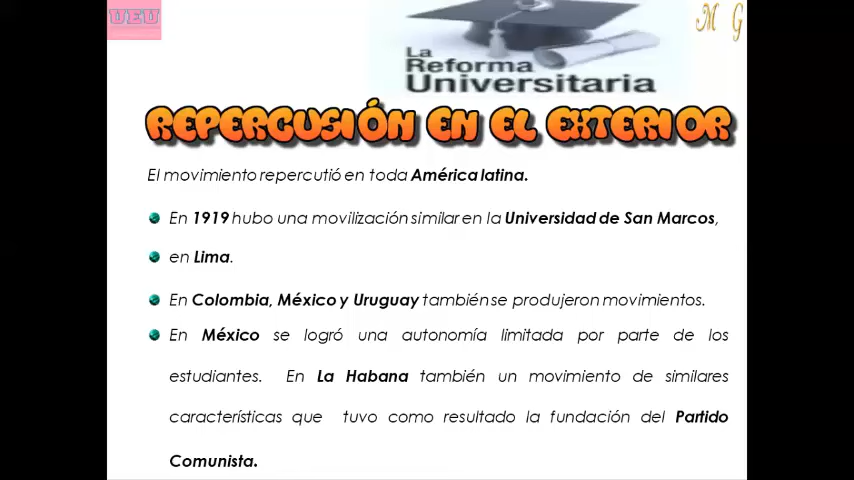 UEU
M G
La
Reforma
Universitaria
REPERCUSIÓN EN EL EXTERIOR
El movimiento repercutió en toda América latina.
En 1919 hubo una movilización similar en la Universidad de San Marcos,
en Lima.
En Colombia, México y Uruguay también se produjeron movimientos.
En México se logró una autonomía limitada por parte de los
estudiantes. En La Habana también un movimiento de similares
características que tuvo como resultado la fundación del Partido
Comunista.